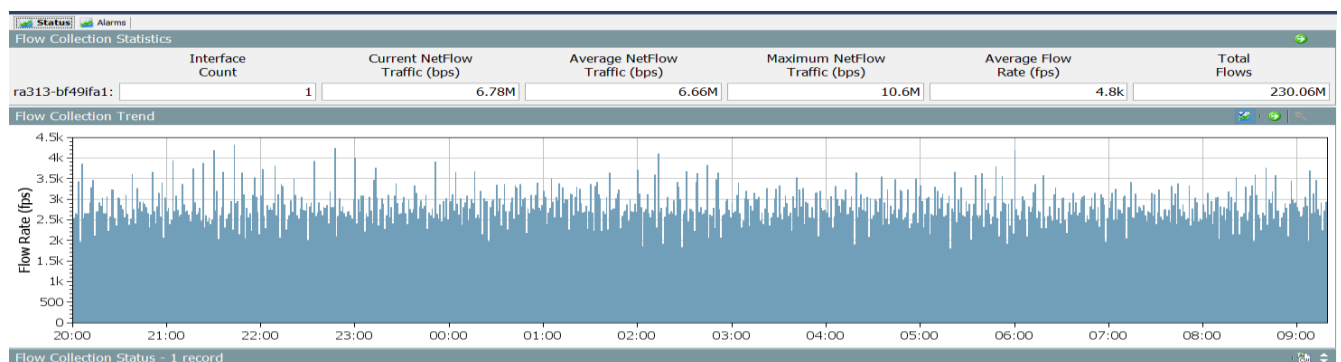 Status Alarms
Flow Collection Statistics
Interface Count Current NetFlow Traffic (bps) Average NetFlow Traffic (bps) Maximum NetFlow Traffic (bps) Average Flow Rate (fps) Total Flows
ra313-bf49ifa1: 1 6.78M 6.66M 10.6M 4.8k 230.06M
Flow Collection Trend
Flow Rate (fps)
4.5k
4k
3.5k
3k
2.5k
2k
1.5k
1k
500
0
20:00 21:00 22:00 23:00 00:00 01:00 02:00 03:00 04:00 05:00 06:00 07:00 08:00 09:00
Flow Collection Status - 1 record